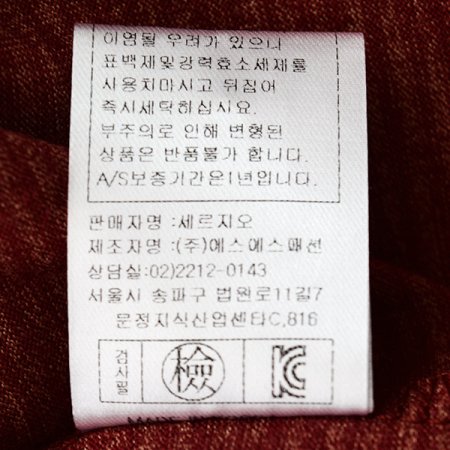 이염될 우려가 있으나
표백제및강력효소세제를
사용치마시고 뒤집어
즉시세탁하십시요.
부주의로 인해 변형된
상품은 반품불가 합니다.
A/S보증기간은1년입니다.
판매자명 : 세르지오
제조자명 : (주)에스에스패션
상담실:02)2212-0143
서울시 송파구 법원로11길7
문정지식산업센타C,816
검사필 檢 KC
MADE